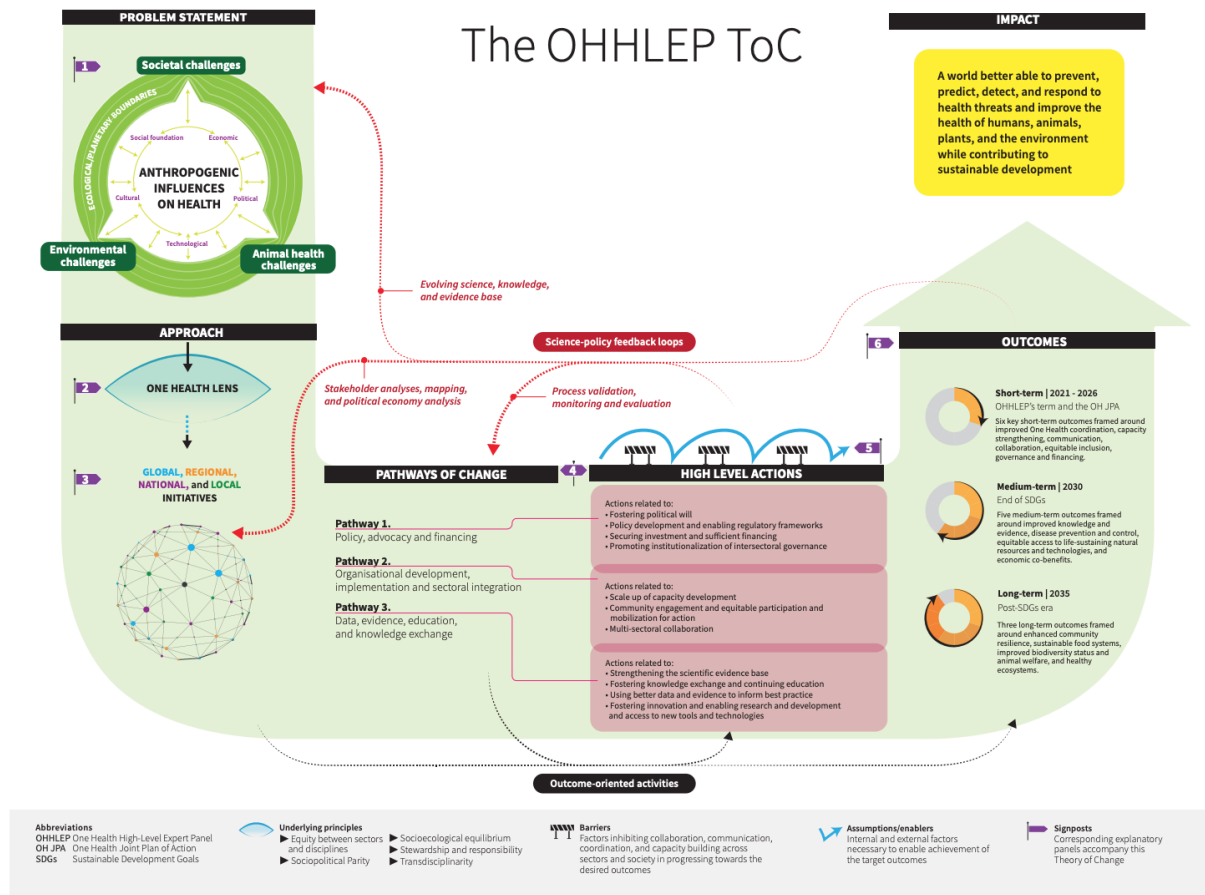 The OHHLEP ToC
PROBLEM STATEMENT
1
Societal challenges
ECOLOGICAL/PLANETARY BOUNDARIES
Social foundation
Economic
ANTHROPOGENIC
INFLUENCES
ON HEALTH
Cultural
Political
Technological
Environmental
challenges
Animal health
challenges
APPROACH
2
ONE HEALTH LENS
3
GLOBAL, REGIONAL,
NATIONAL, and LOCAL
INITIATIVES
Evolving science, knowledge,
and evidence base
Science-policy feedback loops
Stakeholder analyses, mapping,
and political economy analysis
Process validation,
monitoring and evaluation
PATHWAYS OF CHANGE
4
Pathway 1.
Policy, advocacy and financing
Pathway 2.
Organisational development,
implementation and sectoral integration
Pathway 3.
Data, evidence, education,
and knowledge exchange
5
HIGH LEVEL ACTIONS
Actions related to:
• Fostering political will
• Policy development and enabling regulatory frameworks
• Securing investment and sufficient financing
• Promoting institutionalization of intersectoral governance
Actions related to:
• Scale up of capacity development
• Community engagement and equitable participation and
mobilization for action
• Multi-sectoral collaboration
Actions related to:
• Strengthening the scientific evidence base
• Fostering knowledge exchange and continuing education
• Using better data and evidence to inform best practice
• Fostering innovation and enabling research and development
and access to new tools and technologies
IMPACT
A world better able to prevent,
predict, detect, and respond to
health threats and improve the
health of humans, animals,
plants, and the environment
while contributing to
sustainable development
6
OUTCOMES
Short-term | 2021 - 2026
OHHLEP's term and the OH JPA
Six key short-term outcomes framed around
improved One Health coordination, capacity
strengthening, communication,
collaboration, equitable inclusion,
governance and financing.
Medium-term | 2030
End of SDGs
Five medium-term outcomes framed
around improved knowledge and
evidence, disease prevention and control,
equitable access to life-sustaining natural
resources and technologies, and
economic co-benefits.
Long-term | 2035
Post-SDGs era
Three long-term outcomes framed
around enhanced community
resilience, sustainable food systems,
improved biodiversity status and
animal welfare, and healthy
ecosystems.
Outcome-oriented activities
Abbreviations
OHHLEP One Health High-Level Expert Panel
OH JPA One Health Joint Plan of Action
SDGs Sustainable Development Goals
Underlying principles
▶ Equity between sectors
and disciplines
▶ Sociopolitical Parity
▶ Socioecological equilibrium
▶ Stewardship and responsibility
▶ Transdisciplinarity
Barriers
Factors inhibiting collaboration, communication,
coordination, and capacity building across
sectors and society in progressing towards the
desired outcomes
Assumptions/enablers
Internal and external factors
necessary to enable achievement of
the target outcomes
Signposts
Corresponding explanatory
panels accompany this
Theory of Change